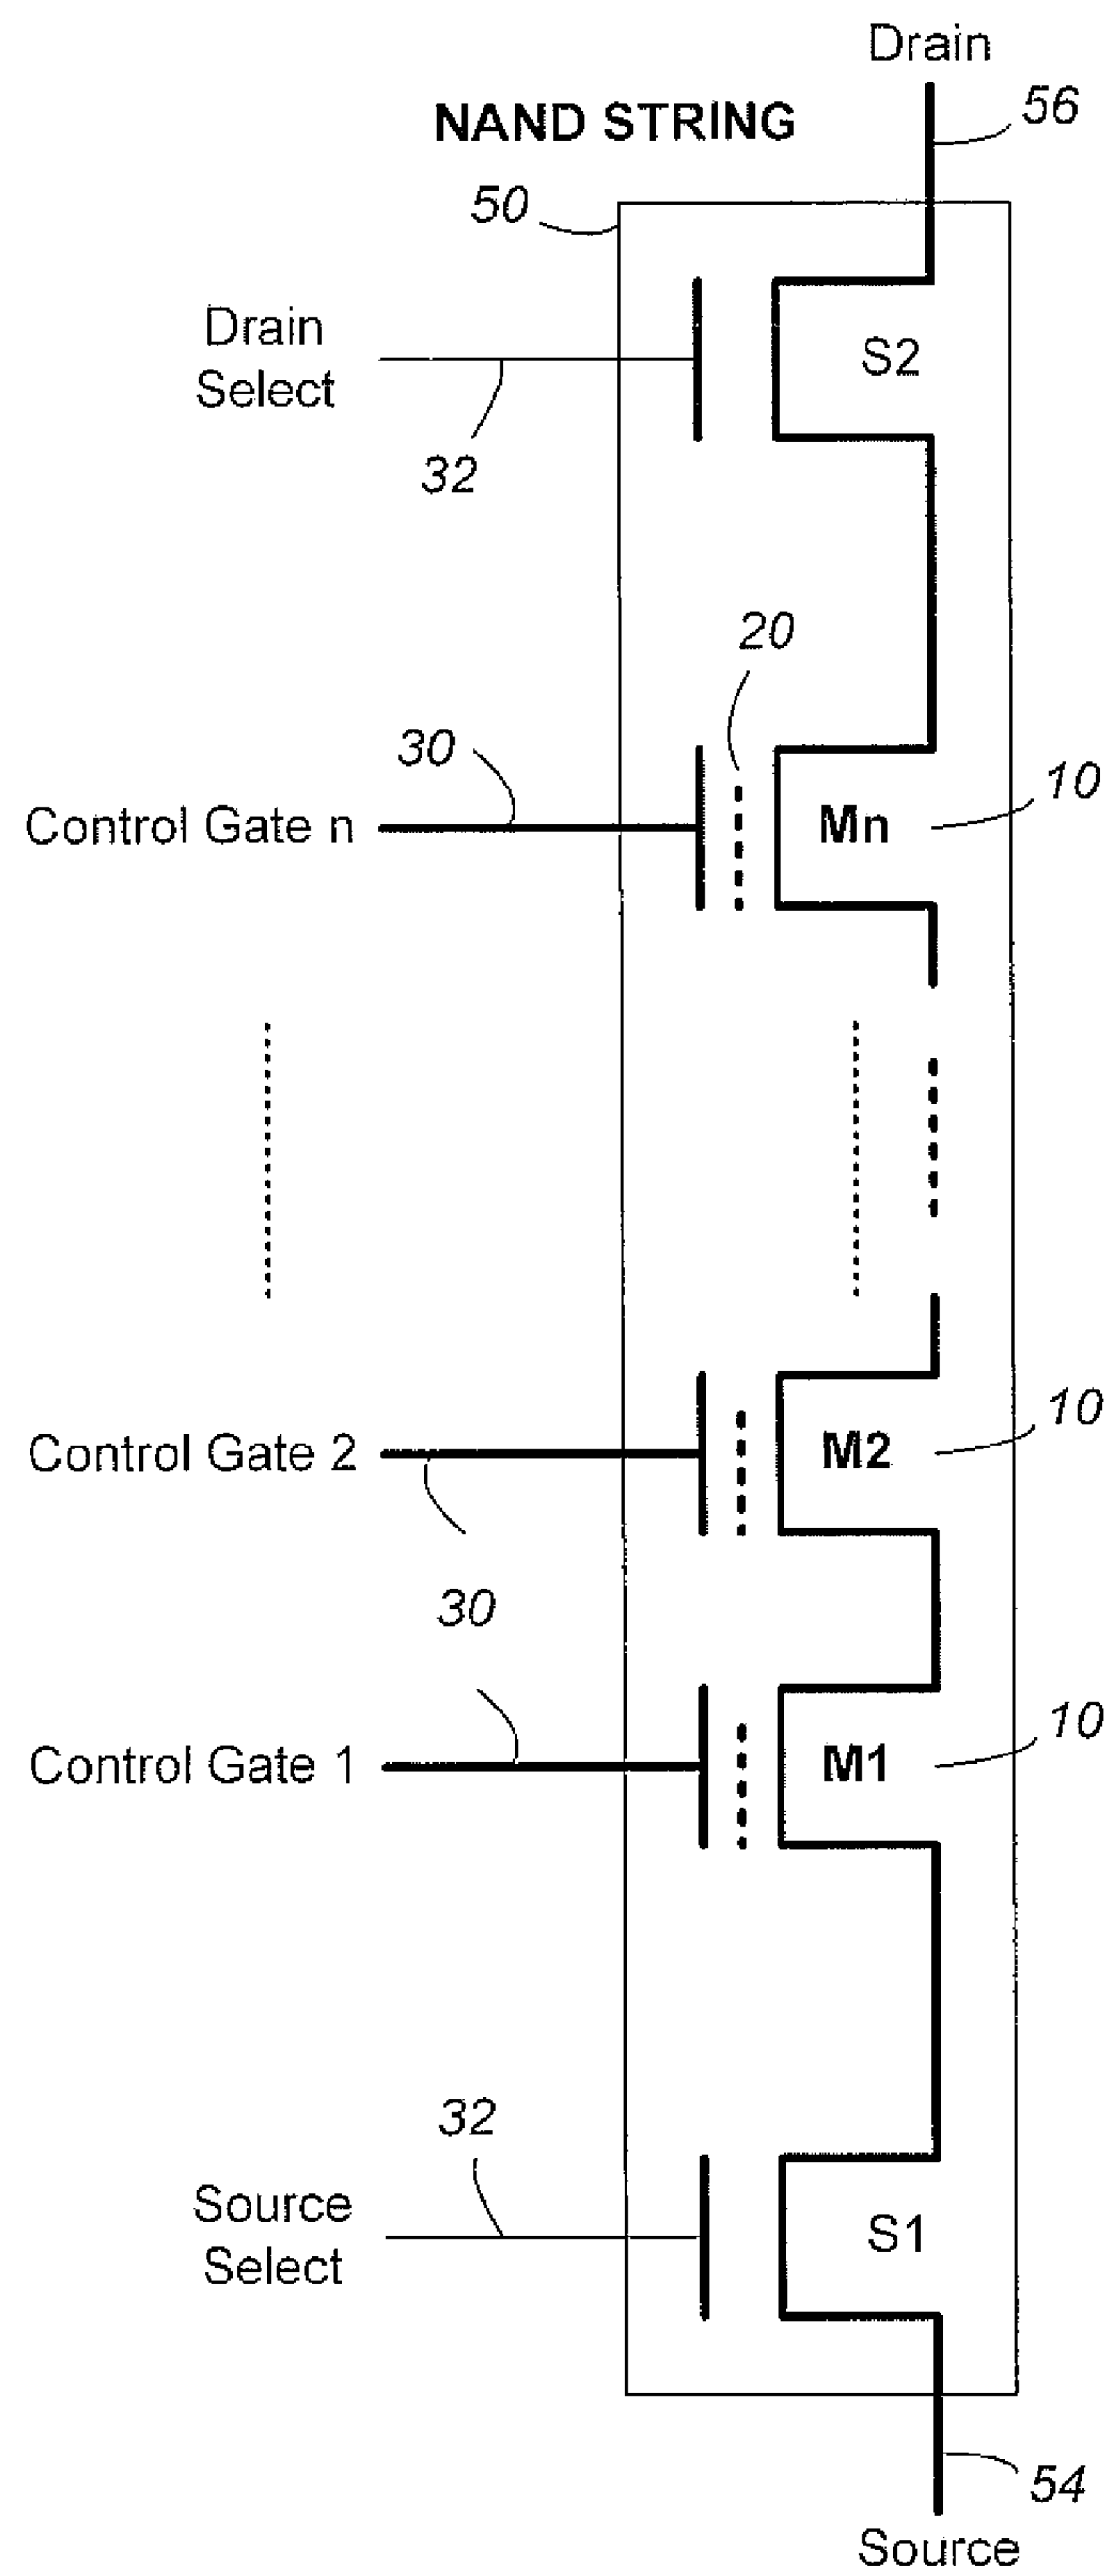 Drain
56
NAND STRING
50
Drain
Select
S2
32
20
30
10
Control Gate n
Mn
10
Control Gate 2
M2
30
10
Control Gate 1
M1
32
Source
Select
S1
54
Source